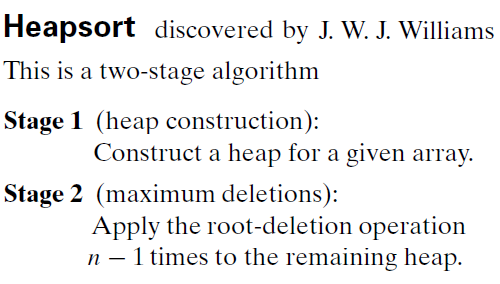 Heapsort discovered by J. W. J. Williams
This is a two-stage algorithm
Stage 1 (heap construction):
Construct a heap for a given array.
Stage 2 (maximum deletions):
Apply the root-deletion operation
n − 1 times to the remaining heap.